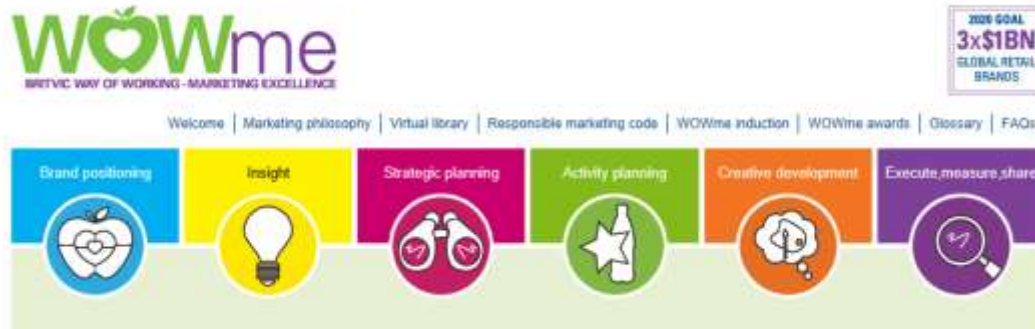 WOWme
BRITVIC WAY OF WORKING - MARKETING EXCELLENCE
2020 GOAL
3x$1BN
GLOBAL RETAIL
BRANDS
Welcome | Marketing philosophy | Virtual library | Responsible marketing code | WOWme induction | WOWme awards | Glossary | FAQs
Brand positioning
Insight
Strategic planning
Activity planning
Creative development
Execute,measure,share